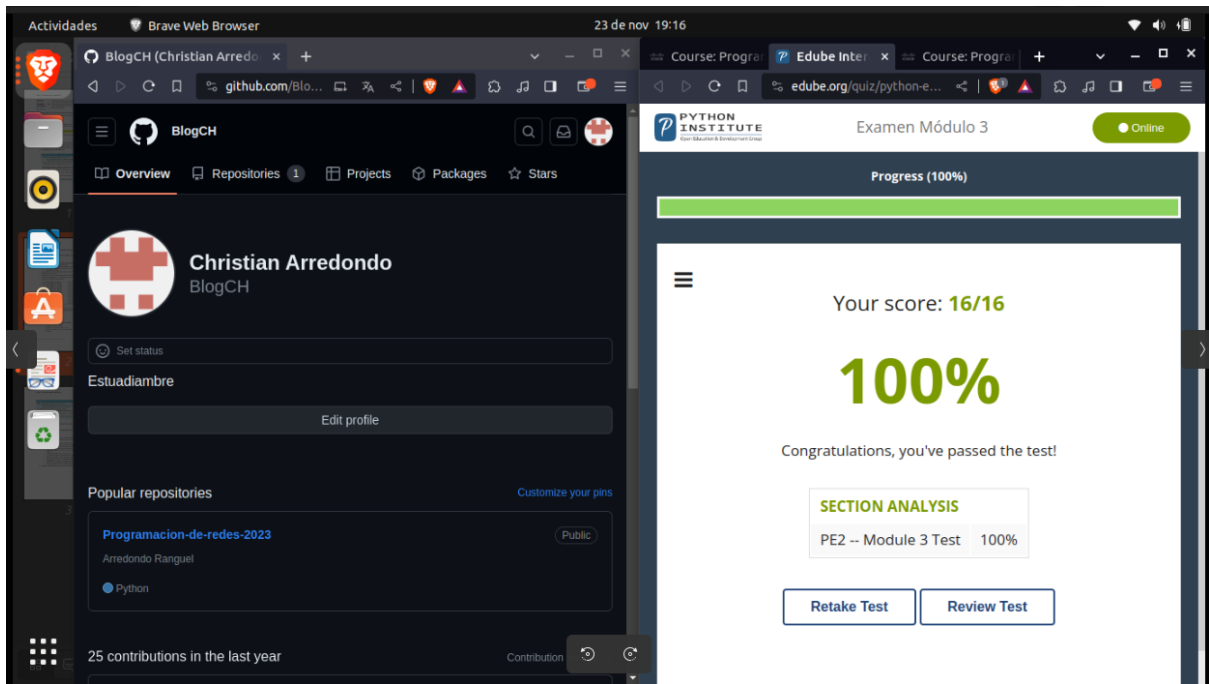 Actividades
Brave Web Browser
23 de nov 19:16
BlogCH (Christian Arredo
github.com/Blo...
BlogCH
Overview
Repositories 1
Projects
Packages
Stars
Christian Arredondo
BlogCH
Set status
Estuadiambre
Edit profile
Popular repositories
Customize your pins
Programacion-de-redes-2023
Public
Arredondo Ranguel
Python
25 contributions in the last year
Contribution
Course: Progra
Edube Inter
Course: Progra
edube.org/quiz/python-e...
PYTHON
INSTITUTE
Examen Módulo 3
Online
Progress (100%)
Your score: 16/16
100%
Congratulations, you've passed the test!
SECTION ANALYSIS
PE2 -- Module 3 Test 100%
Retake Test
Review Test